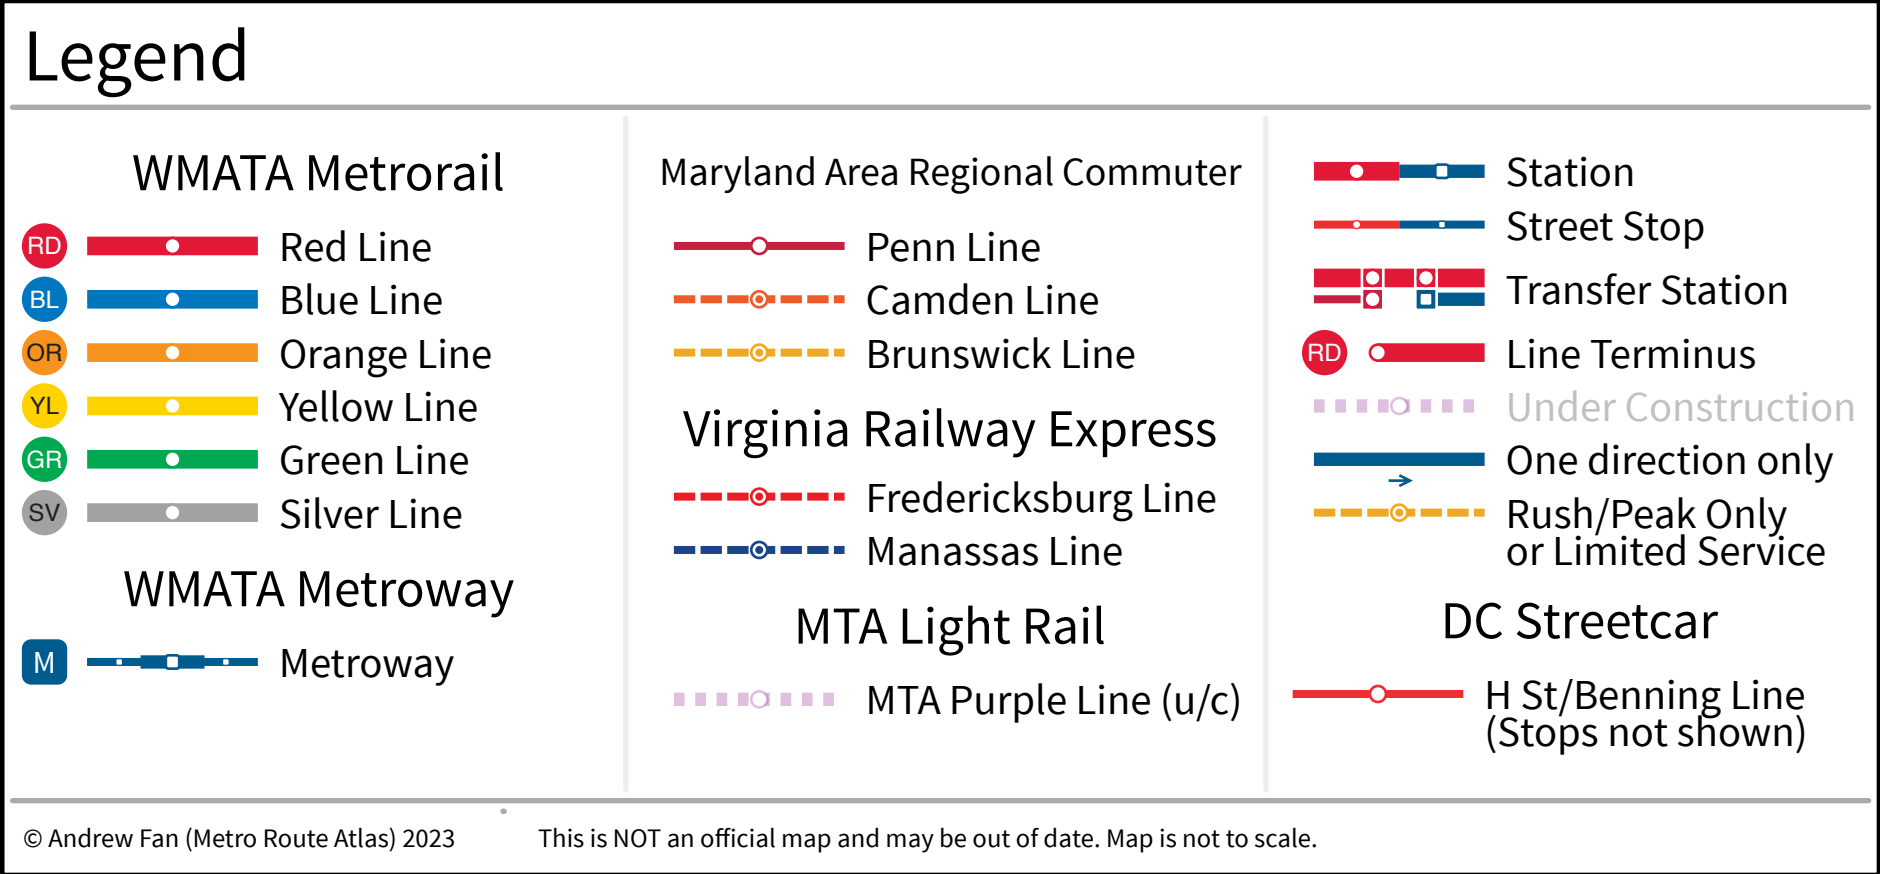 Legend
WMATA Metrorail
RD Red Line
BL Blue Line
OR Orange Line
YL Yellow Line
GR Green Line
SV Silver Line
WMATA Metroway
M Metroway
Maryland Area Regional Commuter
Penn Line
Camden Line
Brunswick Line
Virginia Railway Express
Fredericksburg Line
Manassas Line
MTA Light Rail
MTA Purple Line (u/c)
Station
Street Stop
Transfer Station
RD Line Terminus
Under Construction
One direction only
Rush/Peak Only
or Limited Service
DC Streetcar
H St/Benning Line
(Stops not shown)
© Andrew Fan (Metro Route Atlas) 2023
This is NOT an official map and may be out of date. Map is not to scale.